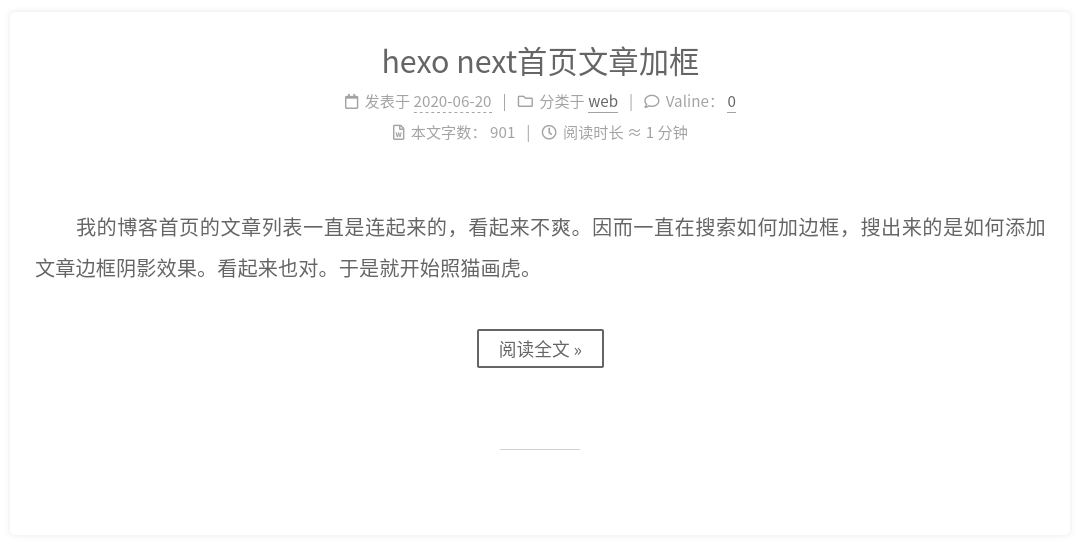 hexo next首页文章加框
发表于 2020-06-20 | 分类于 web | Valine： 0
本文字数： 901 | 阅读时长 ≈ 1 分钟
我的博客首页的文章列表一直是连起来的，看起来不爽。因而一直在搜索如何加边框，搜出来的是如何添加
文章边框阴影效果。看起来也对。于是就开始照猫画虎。
阅读全文 »